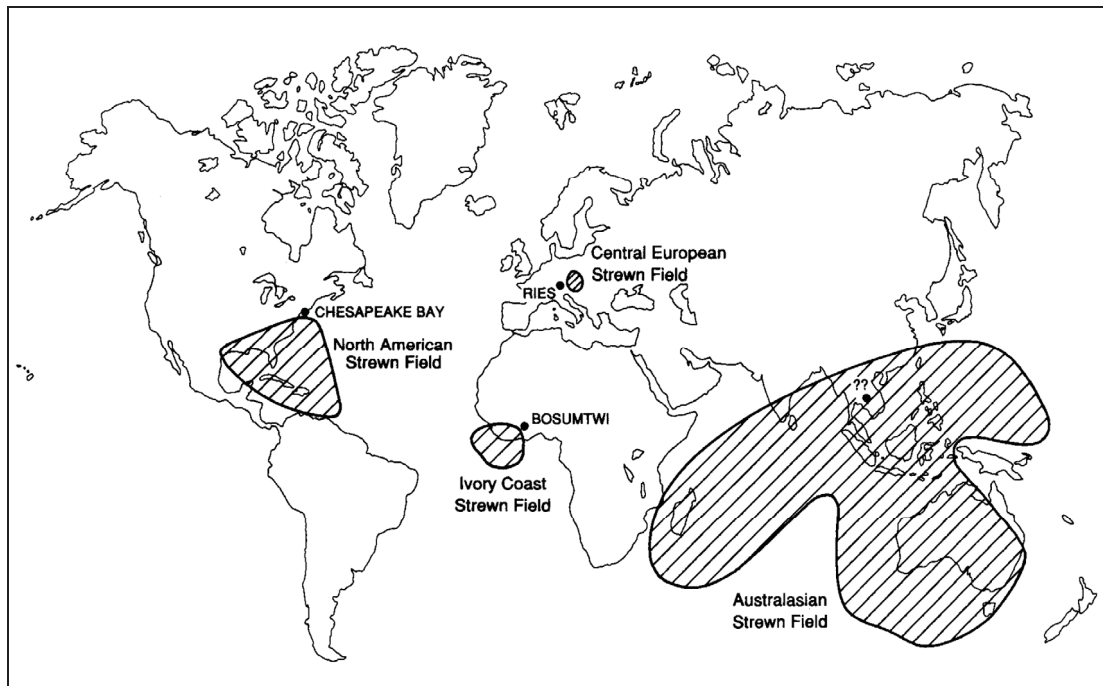 Central European
Strewn Field
RIES
CHESAPEAKE BAY
North American
Strewn Field
??
BOSUMTWI
Ivory Coast
Strewn Field
Australasian
Strewn Field